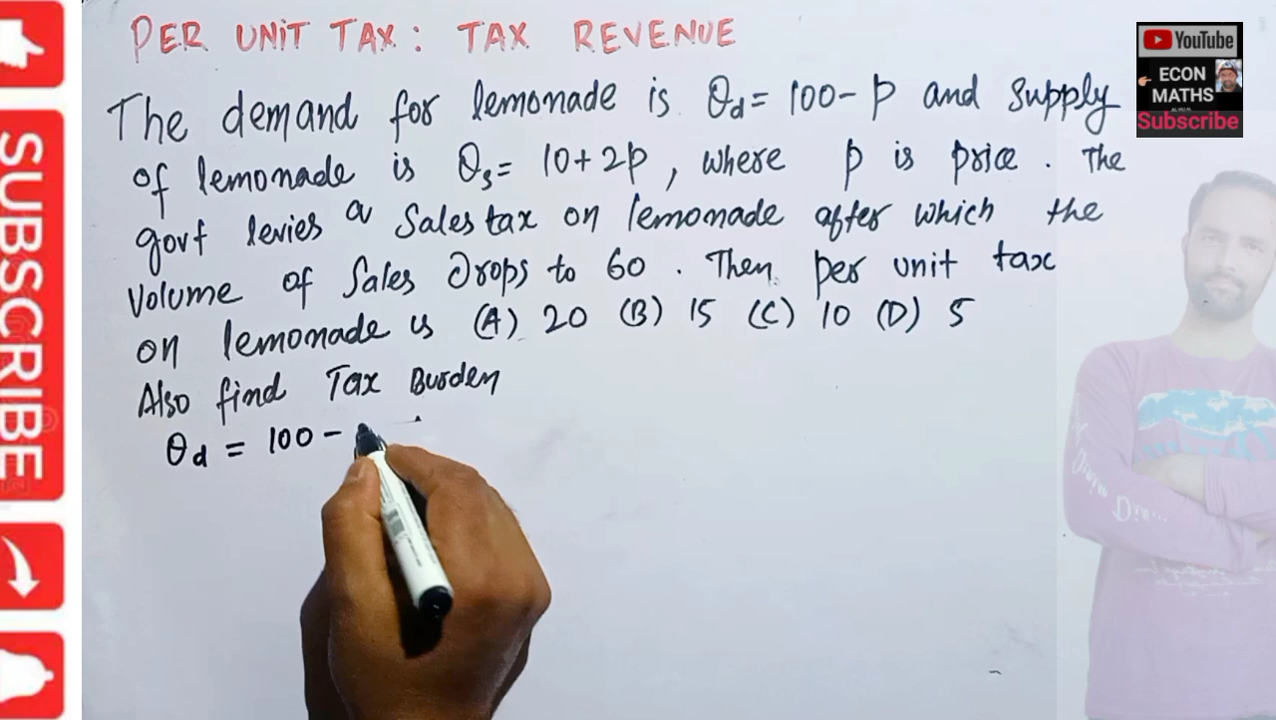 PER UNIT TAX: TAX REVENUE
The demand for lemonade is Qd = 100 - p and supply
of lemonade is Qs = 10 + 2p, where p is price. The
govt levies a Sales tax on lemonade after which the
volume of Sales drops to 60. Then per unit tax
on lemonade is (A) 20 (B) 15 (C) 10 (D) 5
Also find Tax Burden
Qd = 100 -
YouTube
ECON
MATHS
Subscribe
SUBSCRIBE